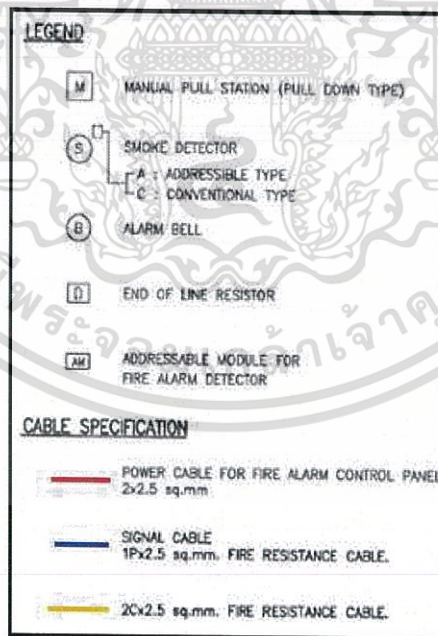 LEGEND
M MANUAL PULL STATION (PULL DOWN TYPE)
S SMOKE DETECTOR
A : ADDRESSIBLE TYPE
C : CONVENTIONAL TYPE
B ALARM BELL
END OF LINE RESISTOR
AM ADDRESSABLE MODULE FOR
FIRE ALARM DETECTOR
CABLE SPECIFICATION
POWER CABLE FOR FIRE ALARM CONTROL PANEL
2x2.5 sq.mm
SIGNAL CABLE
1Px2.5 sq.mm. FIRE RESISTANCE CABLE.
2Cx2.5 sq.mm. FIRE RESISTANCE CABLE.